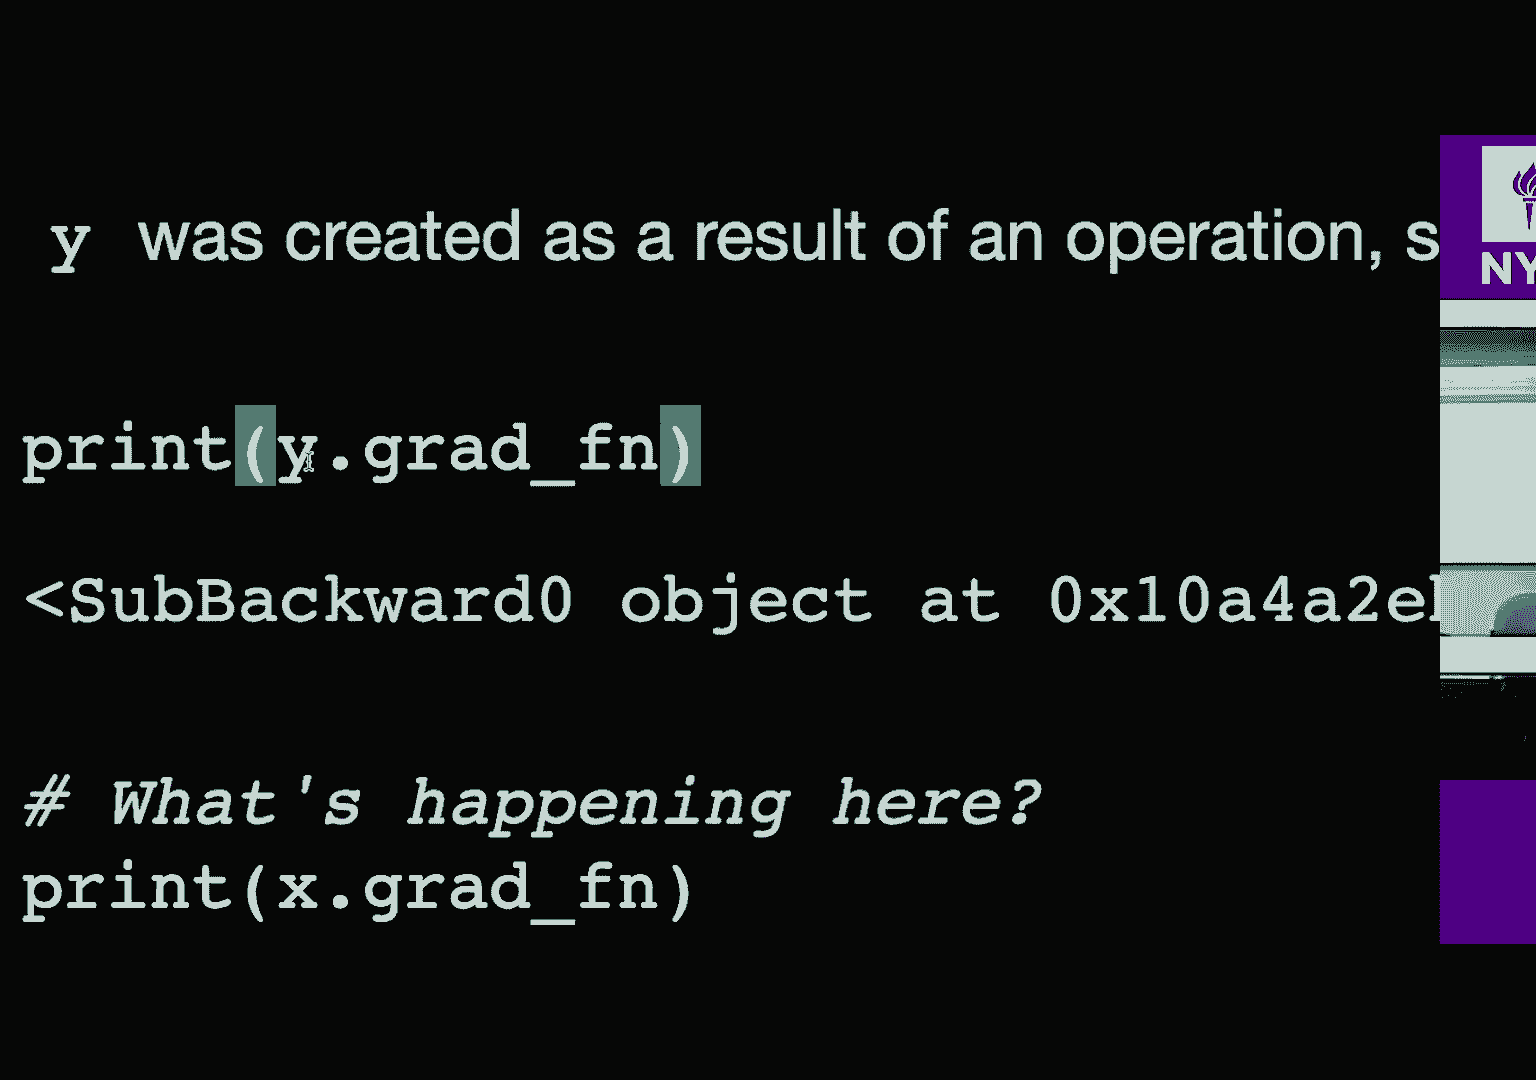 y was created as a result of an operation, s
NY
print(y.grad_fn)
<SubBackward0 object at 0x10a4a2e
# What's happening here?
print(x.grad_fn)